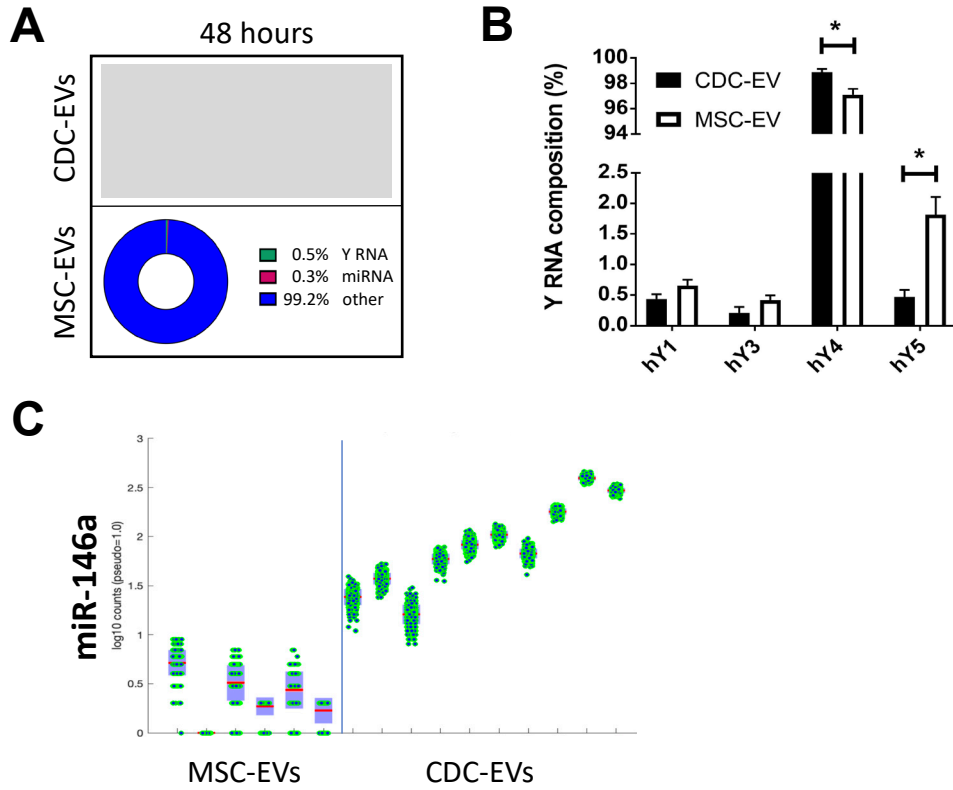 A
48 hours
CDC-EVs
MSC-EVs
0.5% Y RNA
0.3% miRNA
99.2% other
B
Y RNA composition (%)
100
98
96
94
2.5
2.0
1.5
1.0
0.5
0.0
CDC-EV
MSC-EV
*
*
hY1
hY3
hY4
hY5
C
miR-146a
log10 counts (pseudo=1.0)
3
2.5
2
1.5
1
0.5
0
MSC-EVs
CDC-EVs